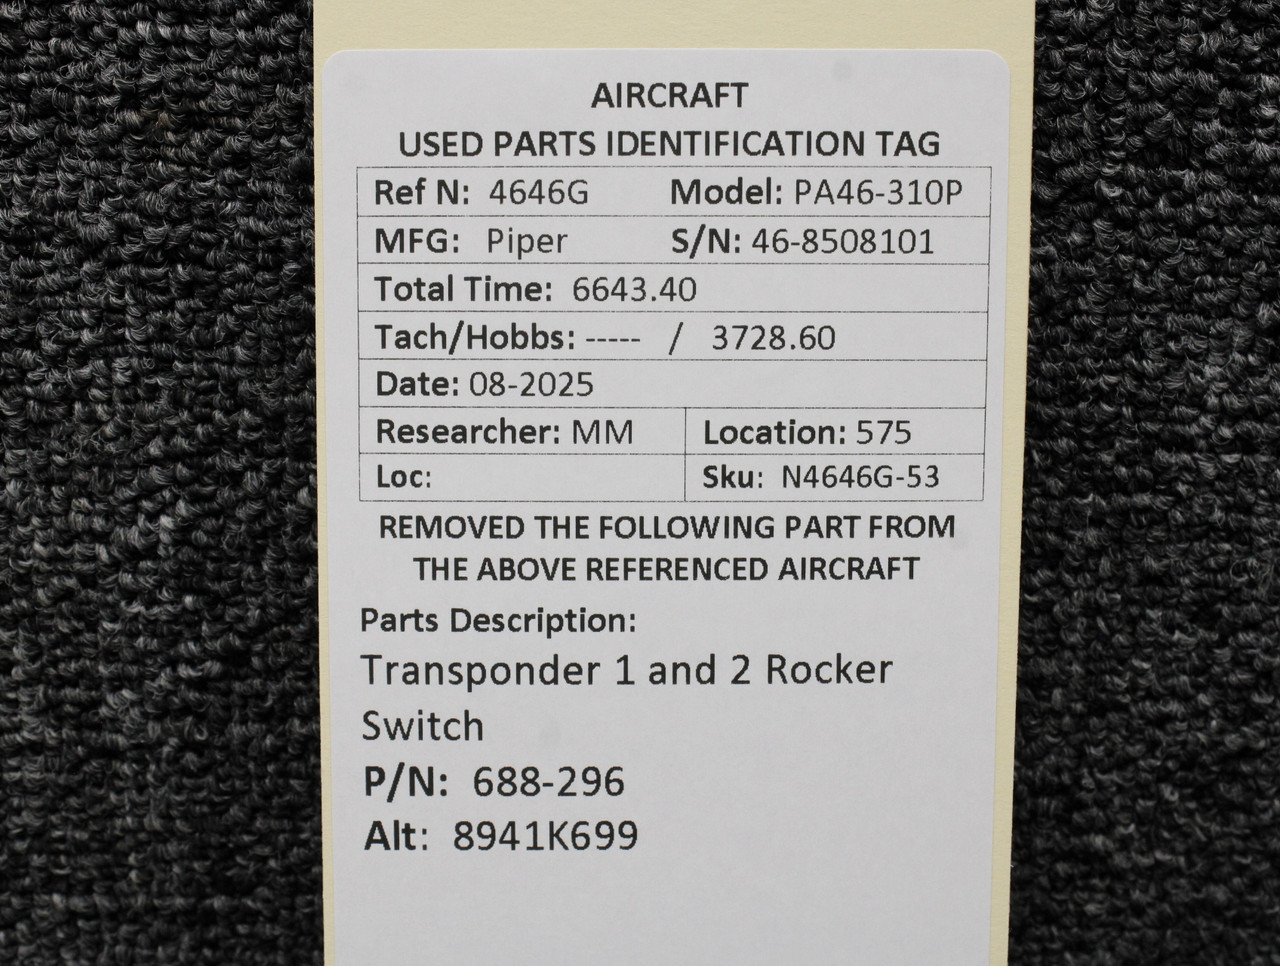 AIRCRAFT
USED PARTS IDENTIFICATION TAG
Ref N: 4646G Model: PA46-310P
MFG: Piper S/N: 46-8508101
Total Time: 6643.40
Tach/Hobbs: ----- / 3728.60
Date: 08-2025
Researcher: MM Location: 575
Loc: Sku: N4646G-53
REMOVED THE FOLLOWING PART FROM
THE ABOVE REFERENCED AIRCRAFT
Parts Description:
Transponder 1 and 2 Rocker
Switch
P/N: 688-296
Alt: 8941K699